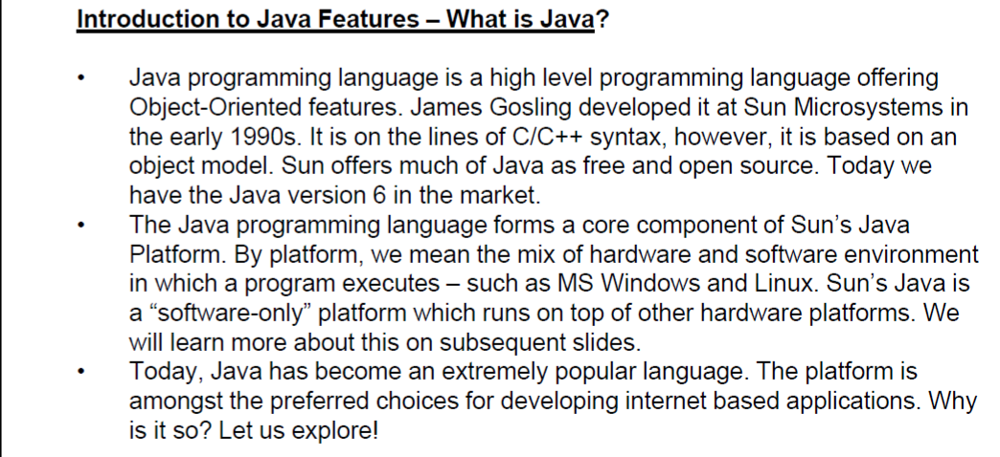 Introduction to Java Features – What is Java?
• Java programming language is a high level programming language offering
Object-Oriented features. James Gosling developed it at Sun Microsystems in
the early 1990s. It is on the lines of C/C++ syntax, however, it is based on an
object model. Sun offers much of Java as free and open source. Today we
have the Java version 6 in the market.
• The Java programming language forms a core component of Sun’s Java
Platform. By platform, we mean the mix of hardware and software environment
in which a program executes – such as MS Windows and Linux. Sun’s Java is
a “software-only” platform which runs on top of other hardware platforms. We
will learn more about this on subsequent slides.
• Today, Java has become an extremely popular language. The platform is
amongst the preferred choices for developing internet based applications. Why
is it so? Let us explore!